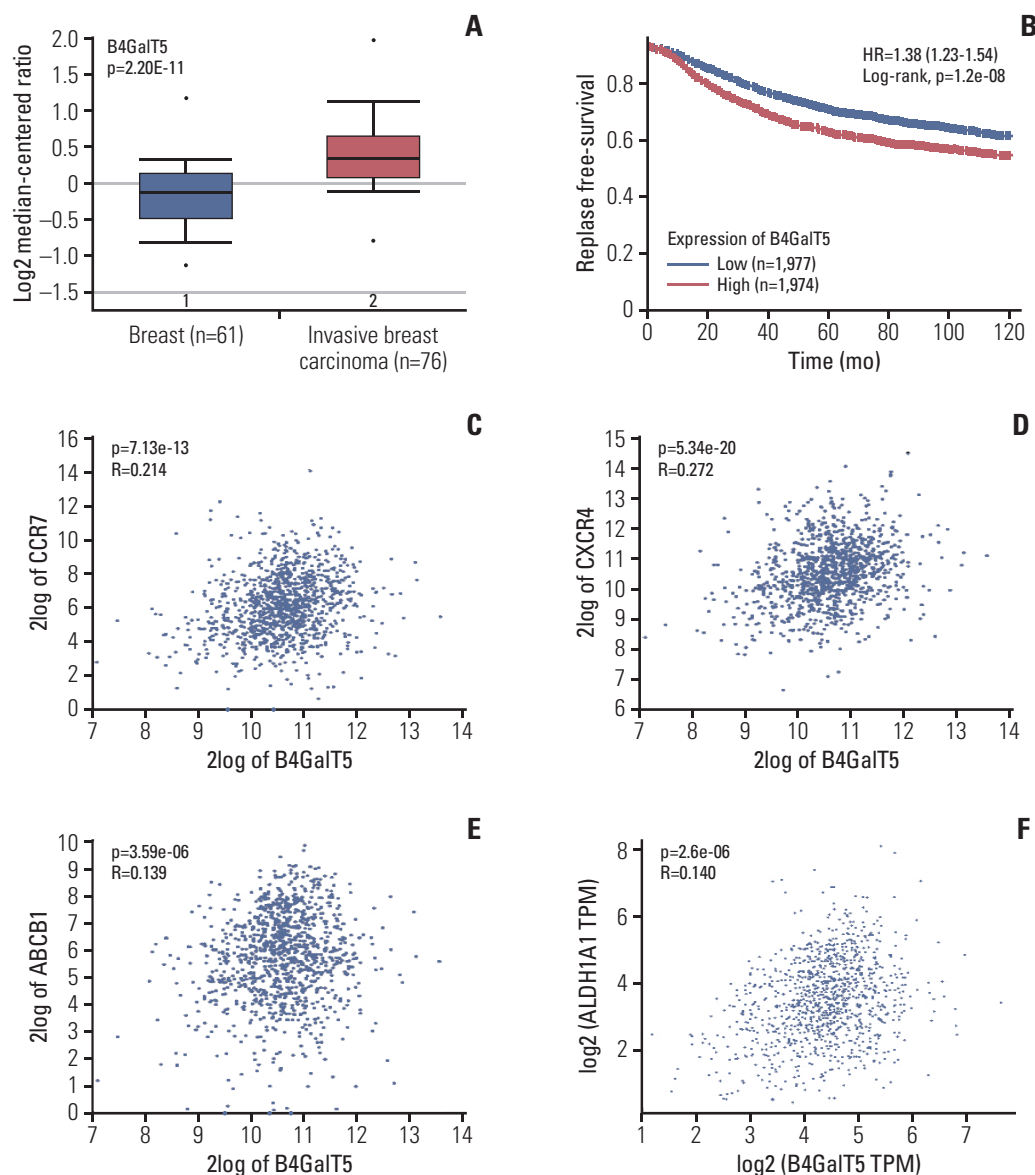 A
B4GalT5
p=2.20E-11
Log2 median-centered ratio
2.0
1.5
1.0
0.5
0
–0.5
–1.0
–1.5
1
2
Breast (n=61)
Invasive breast
carcinoma (n=76)
B
HR=1.38 (1.23-1.54)
Log-rank, p=1.2e-08
Replase free-survival
0.8
0.6
0.4
0.2
0
Expression of B4GalT5
Low (n=1,977)
High (n=1,974)
0 20 40 60 80 100 120
Time (mo)
C
p=7.13e-13
R=0.214
2log of CCR7
16
14
12
10
8
6
4
2
0
7 8 9 10 11 12 13 14
2log of B4GalT5
D
p=5.34e-20
R=0.272
2log of CXCR4
15
14
13
12
11
10
9
8
7
6
7 8 9 10 11 12 13 14
2log of B4GalT5
E
p=3.59e-06
R=0.139
2log of ABCB1
10
9
8
7
6
5
4
3
2
1
0
7 8 9 10 11 12 13 14
2log of B4GalT5
F
p=2.6e-06
R=0.140
log2 (ALDH1A1 TPM)
8
6
4
2
1 2 3 4 5 6 7
log2 (B4GalT5 TPM)